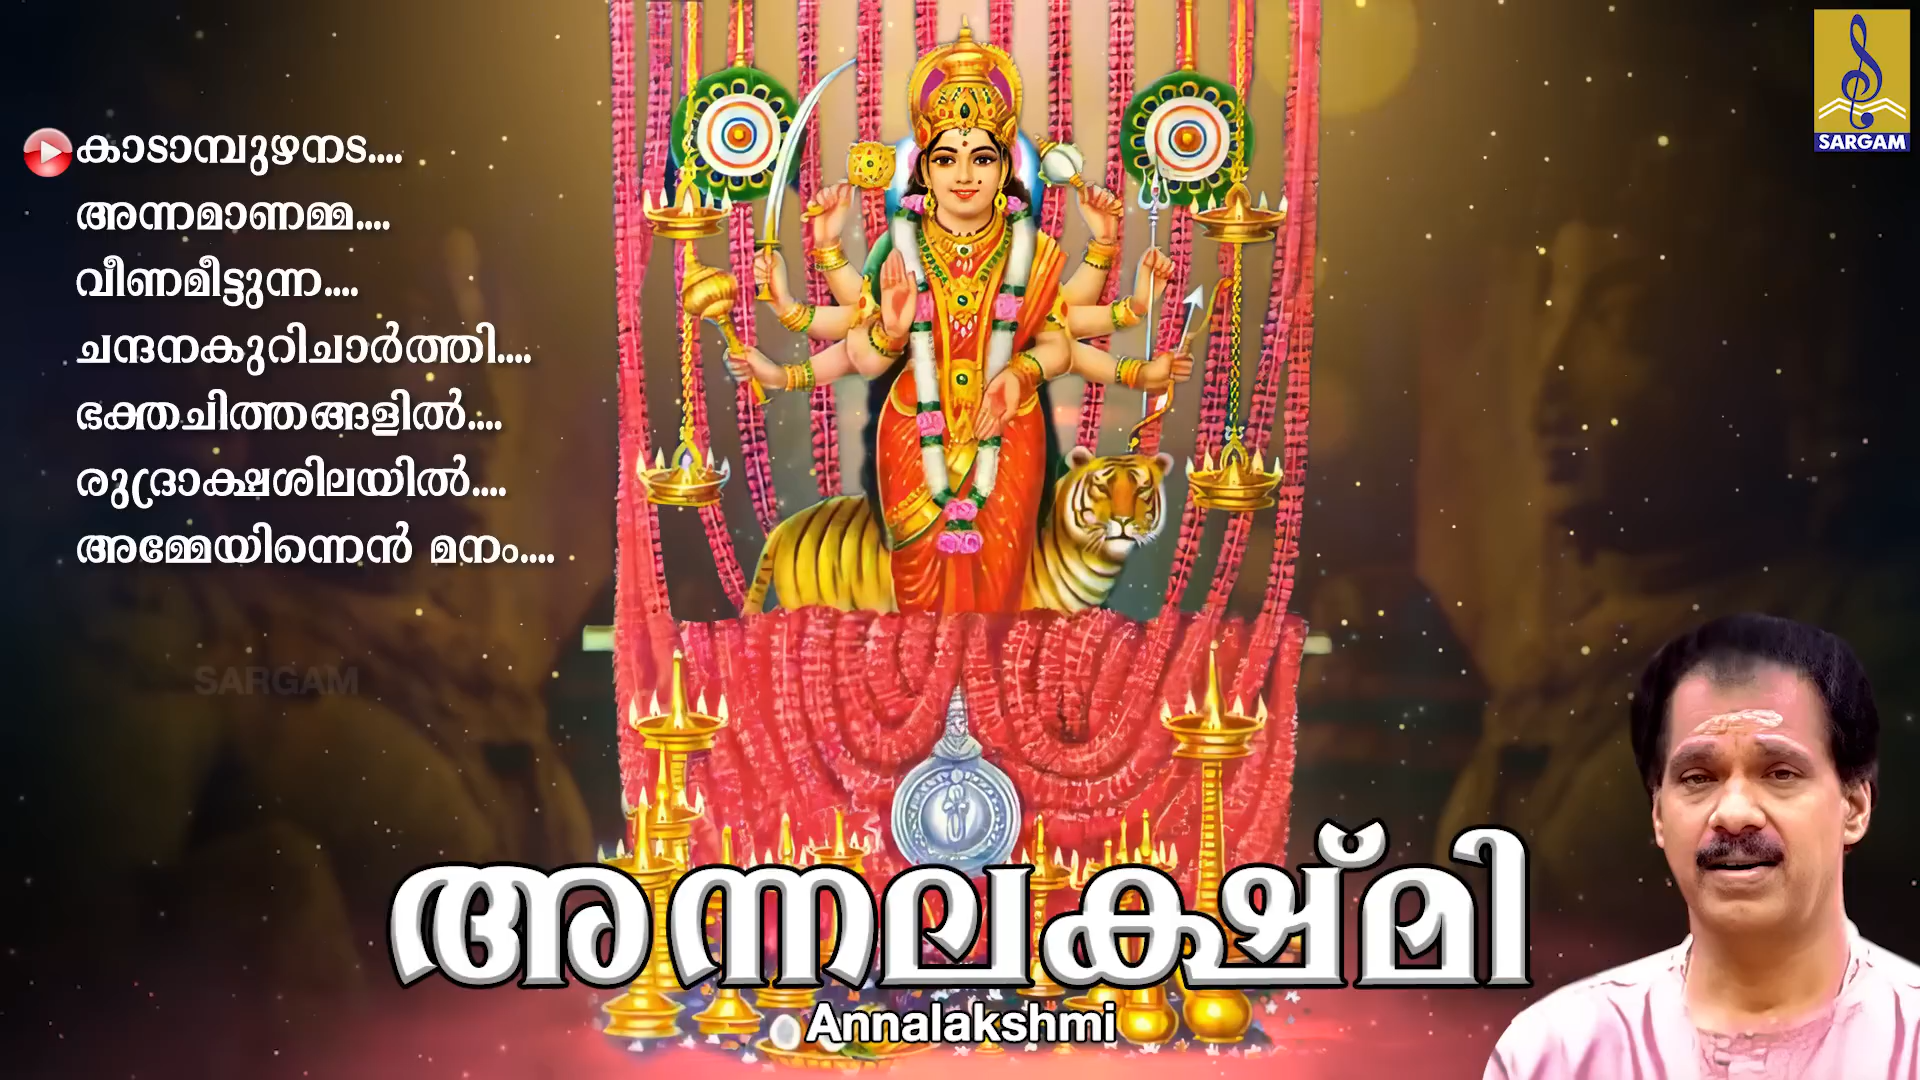 SARGAM
കാടാമ്പുഴനട....
അന്നമാണമ്മ....
വീണമീട്ടുന്ന....
ചന്ദനകുറിചാർത്തി....
ഭക്തചിത്തങ്ങളിൽ....
രുദ്രാക്ഷശിലയിൽ....
അമ്മേയിന്നെൻ മനം....
SARGAM
അന്നലക്ഷ്മി
Annalakshmi